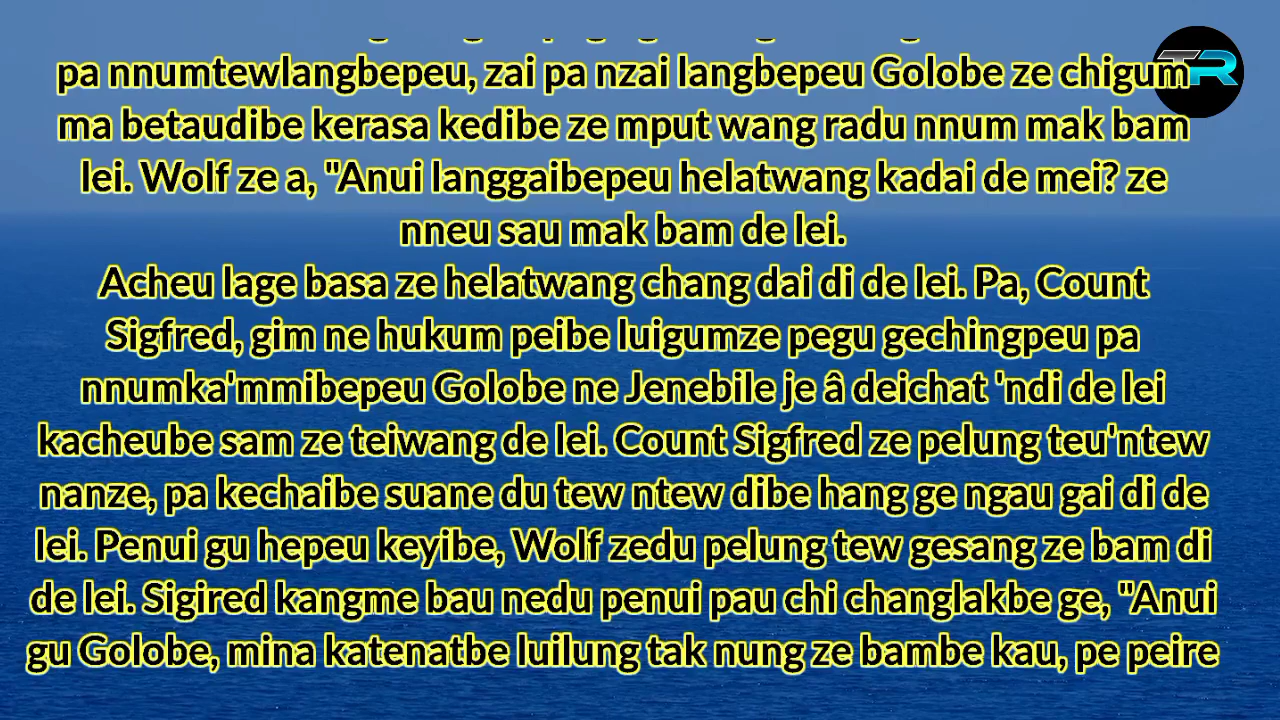 pa nnumtewlangbepeu, zai pa nzai langbepeu Golobe ze chigum
ma betaudibe kerasa kedibe ze mput wang radu nnum mak bam
lei. Wolf ze a, "Anui langgaibepeu helatwang kadai de mei? ze
nneu sau mak bam de lei.
Acheu lage basa ze helatwang chang dai di de lei. Pa, Count
Sigfred, gim ne hukum peibe luigumze pegu gechingpeu pa
nnumka'mmibepeu Golobe ne Jenebile je â deichat 'ndi de lei
kacheube sam ze teiwang de lei. Count Sigfred ze pelung teu'ntew
nanze, pa kechaibe suane du tew ntew dibe hang ge ngau gai di de
lei. Penui gu hepeu keyibe, Wolf zedu pelung tew gesang ze bam di
de lei. Sigired kangme bau nedu penui pau chi changlakbe ge, "Anui
gu Golobe, mina katenatbe luilung tak nung ze bambe kau, pe peire
TR